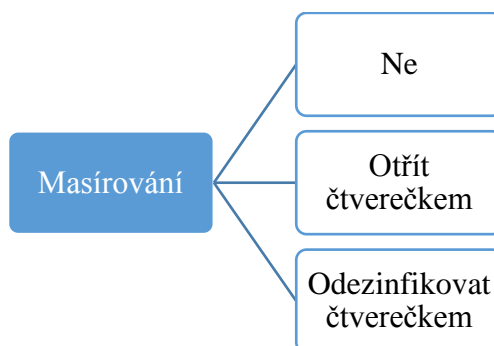 Masírování
Ne
Otřít
čtverečkem
Odezinfikovat
čtverečkem